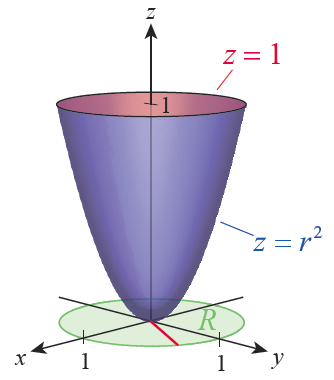 z
z = 1
1
z = r²
R
x
1
1
y